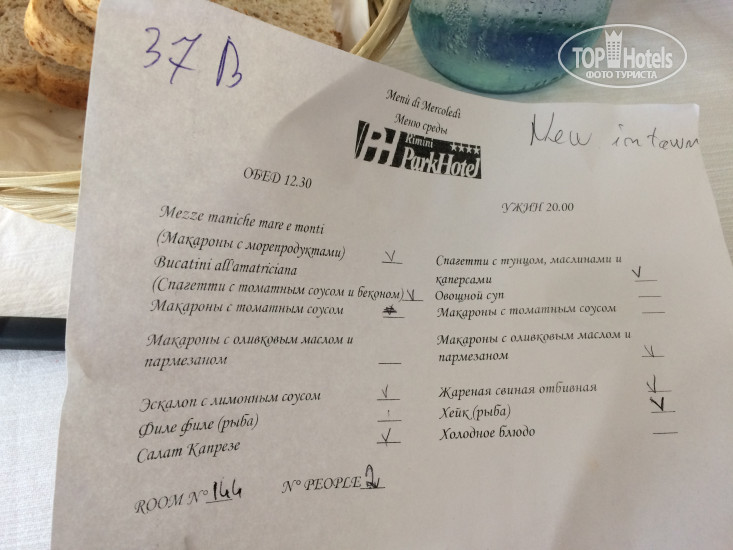 37 B
TOP Hotels
ФОТО ТУРИСТА
Menù di Mercoledì
Меню среды
New in town
PH Rimini ★★★★
ParkHotel
ОБЕД 12.30
Mezze maniche mare e monti
(Макароны с морепродуктами) V
Bucatini all'amatriciana
(Спагетти с томатным соусом и беконом) V
Макароны с томатным соусом
Макароны с оливковым маслом и
пармезаном
Эскалоп с лимонным соусом V
Филе филе (рыба)
Салат Капрезе V
УЖИН 20.00
Спагетти с тунцом, маслинами и
каперсами V
Овощной суп
Макароны с томатным соусом
Макароны с оливковым маслом и
пармезаном V
Жареная свиная отбивная V
Хейк (рыба) V
Холодное блюдо
ROOM N° 144 N° PEOPLE 2